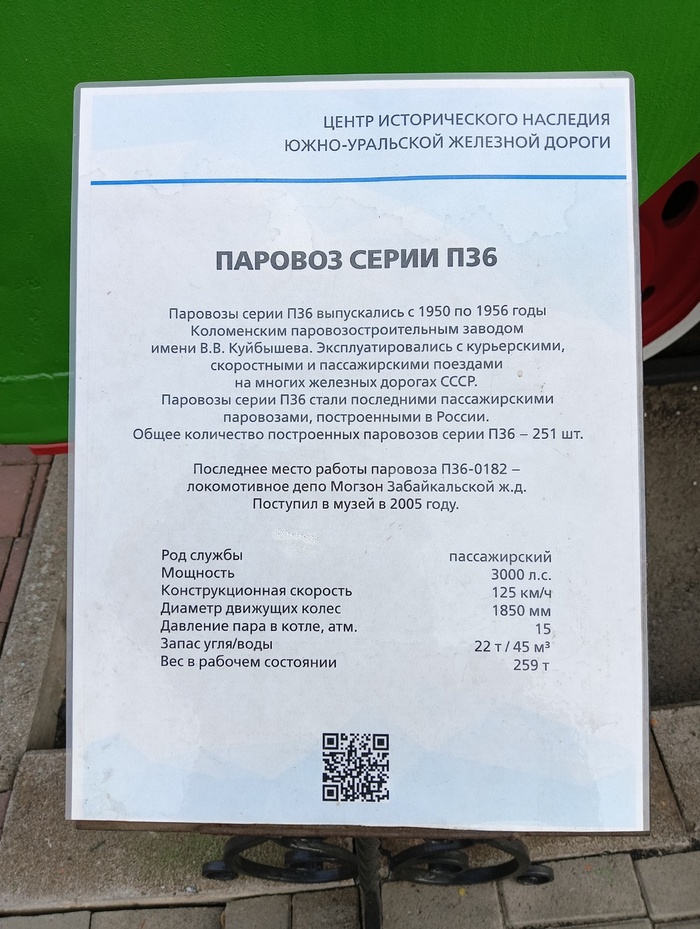 ЦЕНТР ИСТОРИЧЕСКОГО НАСЛЕДИЯ
ЮЖНО-УРАЛЬСКОЙ ЖЕЛЕЗНОЙ ДОРОГИ
ПАРОВОЗ СЕРИИ П36
Паровозы серии П36 выпускались с 1950 по 1956 годы
Коломенским паровозостроительным заводом
имени В.В. Куйбышева. Эксплуатировались с курьерскими,
скоростными и пассажирскими поездами
на многих железных дорогах СССР.
Паровозы серии П36 стали последними пассажирскими
паровозами, построенными в России.
Общее количество построенных паровозов серии П36 – 251 шт.
Последнее место работы паровоза П36-0182 –
локомотивное депо Могзон Забайкальской ж.д.
Поступил в музей в 2005 году.
Род службы пассажирский
Мощность 3000 л.с.
Конструкционная скорость 125 км/ч
Диаметр движущих колес 1850 мм
Давление пара в котле, атм. 15
Запас угля/воды 22 т / 45 м³
Вес в рабочем состоянии 259 т